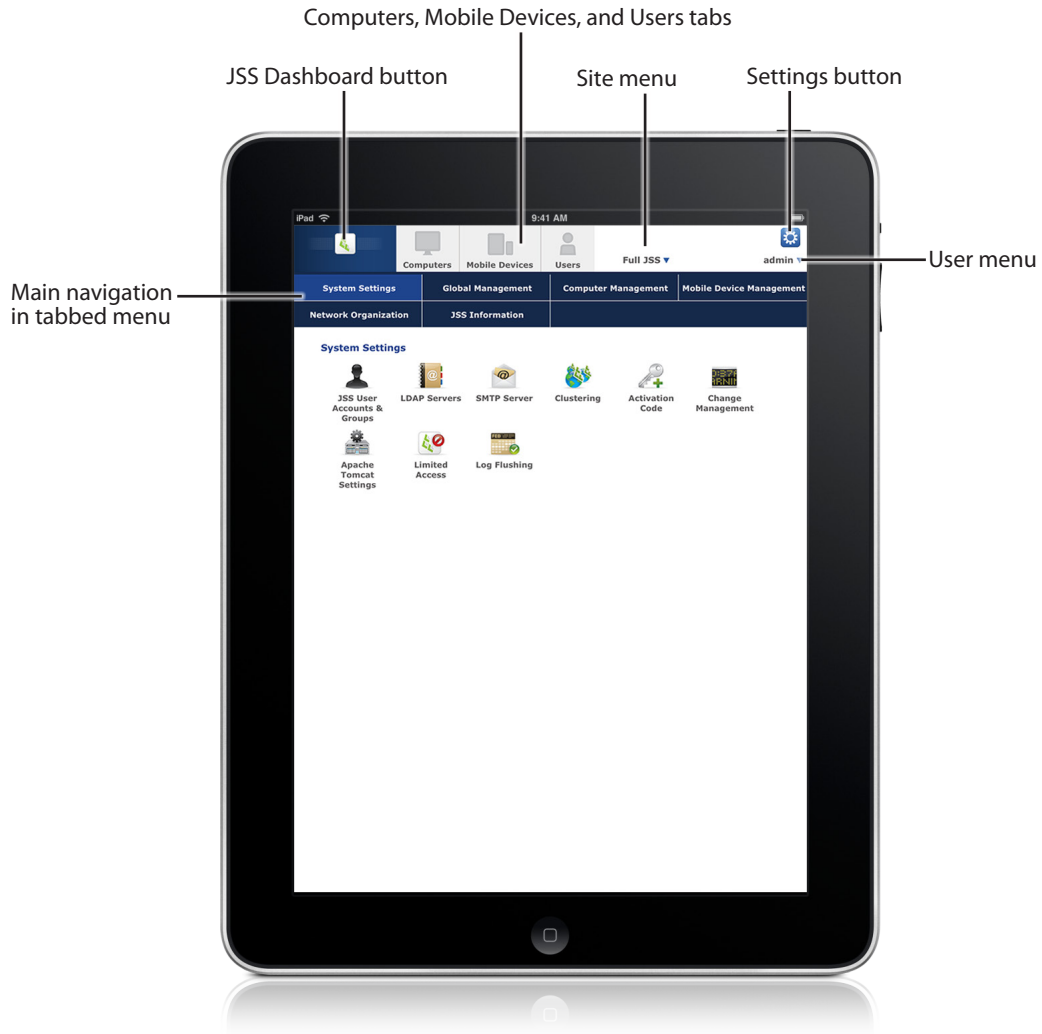 Computers, Mobile Devices, and Users tabs
JSS Dashboard button
Site menu
Settings button
iPad
9:41 AM
Computers
Mobile Devices
Users
Full JSS ▼
admin ▼
User menu
Main navigation
in tabbed menu
System Settings
Global Management
Computer Management
Mobile Device Management
Network Organization
JSS Information
System Settings
JSS User
Accounts &
Groups
LDAP Servers
SMTP Server
Clustering
Activation
Code
Change
Management
Apache
Tomcat
Settings
Limited
Access
Log Flushing